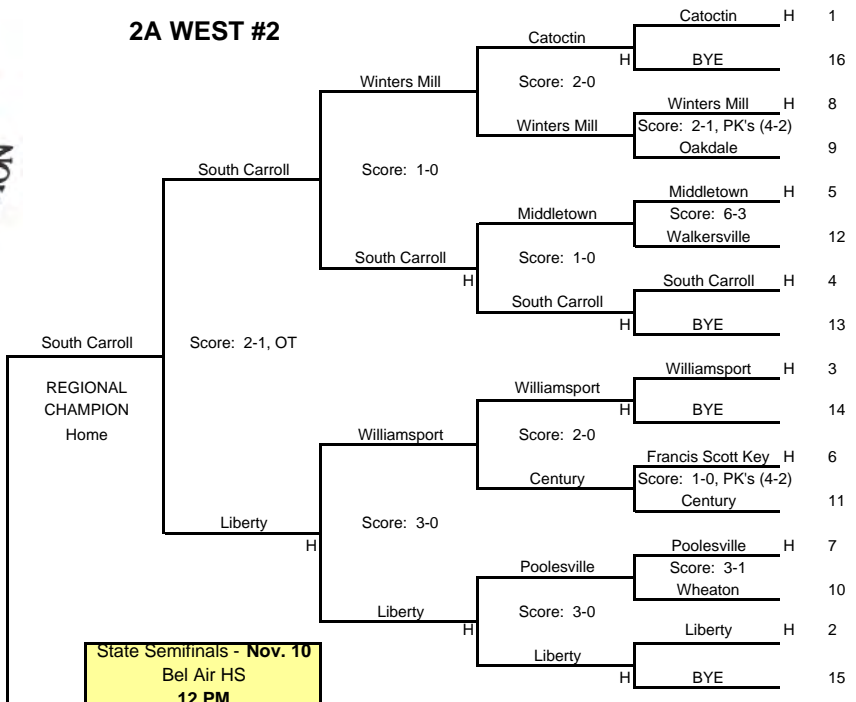 2A WEST #2
Catoctin H 1
Catoctin
H BYE 16
Winters Mill Score: 2-0
Winters Mill H 8
Winters Mill Score: 2-1, PK's (4-2)
Oakdale 9
South Carroll Score: 1-0
Middletown H 5
Middletown Score: 6-3
Walkersville 12
South Carroll Score: 1-0
H South Carroll H 4
South Carroll
H BYE 13
South Carroll Score: 2-1, OT
Williamsport H 3
REGIONAL Williamsport
CHAMPION H BYE 14
Home Williamsport Score: 2-0
Francis Scott Key H 6
Century Score: 1-0, PK's (4-2)
Century 11
Liberty Score: 3-0
H Poolesville H 7
Poolesville Score: 3-1
Wheaton 10
Liberty Score: 3-0
H Liberty H 2
State Semifinals - Nov. 10 Liberty
Bel Air HS H BYE 15
12 PM